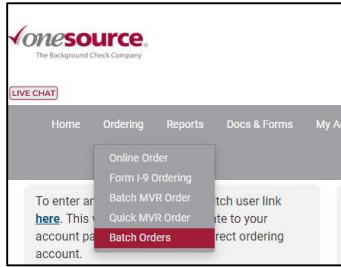 onesource.
The Background Check Company
LIVE CHAT
Home Ordering Reports Docs & Forms My A
Online Order
Form I-9 Ordering
Batch MVR Order
Quick MVR Order
Batch Orders
To enter an tch user link
here. This te to your
account pa rect ordering
account.